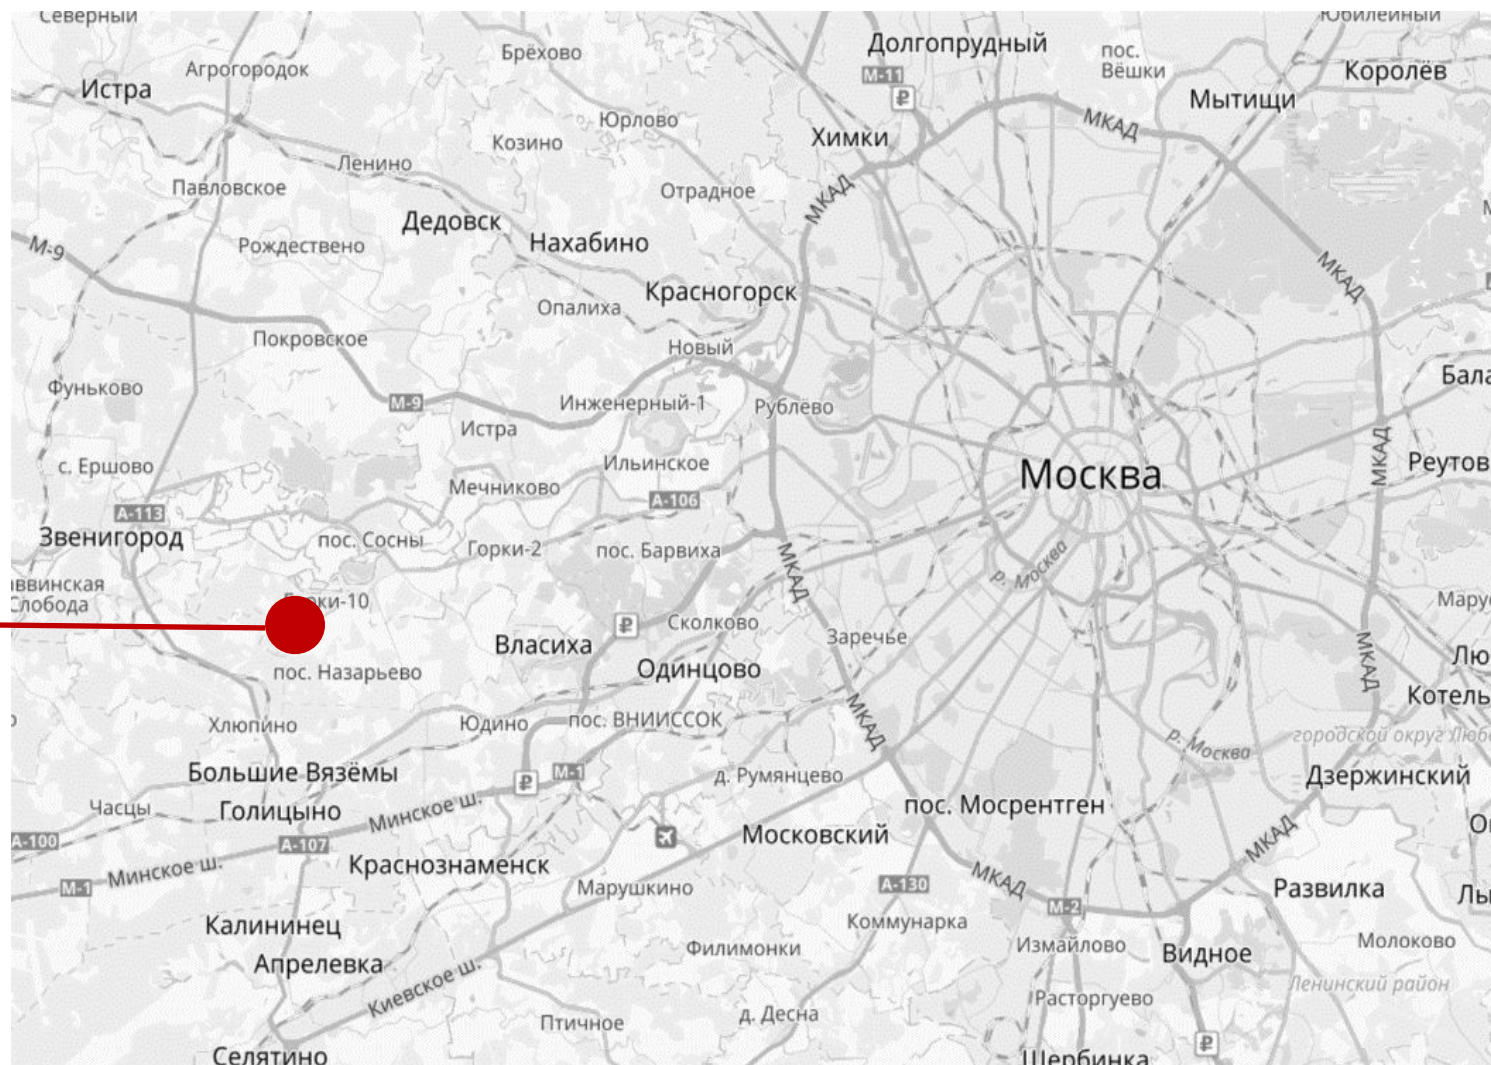 Северный
Юбилейный
Долгопрудный
пос.
Вёшки
Брёхово
Агрогородок
М-11
₽
Королёв
Истра
Мытищи
Юрлово
МКАД
Химки
Козино
Ленино
Павловское
Отрадное
МКАД
Дедовск
Нахабино
М-9
Рождествено
МКАД
Красногорск
Опалиха
Покровское
Новый
Фуньково
М-9
Инженерный-1
Рублёво
Истра
с. Ершово
Ильинское
МКАД
Реутов
Москва
Мечниково
А-106
А-113
Звенигород
пос. Сосны
Горки-2
пос. Барвиха
МКАД
р. Москва
аввинская
Слобода
Сколково
₽
Заречье
Власиха
МКАД
Одинцово
пос. Назарьево
Хлюпино
Юдино
пос. ВНИИССОК
МКАД
р. Москва
Большие Вязёмы
М-1
₽
д. Румянцево
Дзержинский
Часцы
Голицыно
Минское ш.
пос. Мосрентген
А-100
А-107
Московский
МКАД
Минское ш.
М-1
Краснознаменск
Марушкино
А-130
МКАД
Развилка
М-2
Калининец
Коммунарка
Филимонки
Измайлово
Видное
Молоково
Апрелевка
Киевское ш.
Ленинский район
Расторгуево
Птичное
д. Десна
₽
Селятино
Щербинка